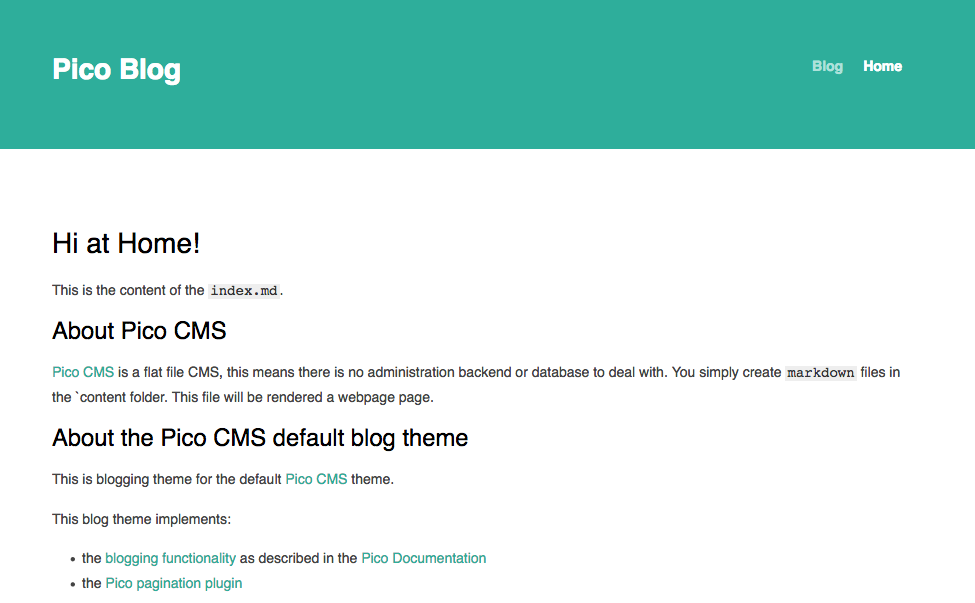 Pico Blog
Blog Home
Hi at Home!
This is the content of the index.md.
About Pico CMS
Pico CMS is a flat file CMS, this means there is no administration backend or database to deal with. You simply create markdown files in
the `content folder. This file will be rendered a webpage page.
About the Pico CMS default blog theme
This is blogging theme for the default Pico CMS theme.
This blog theme implements:
• the blogging functionality as described in the Pico Documentation
• the Pico pagination plugin